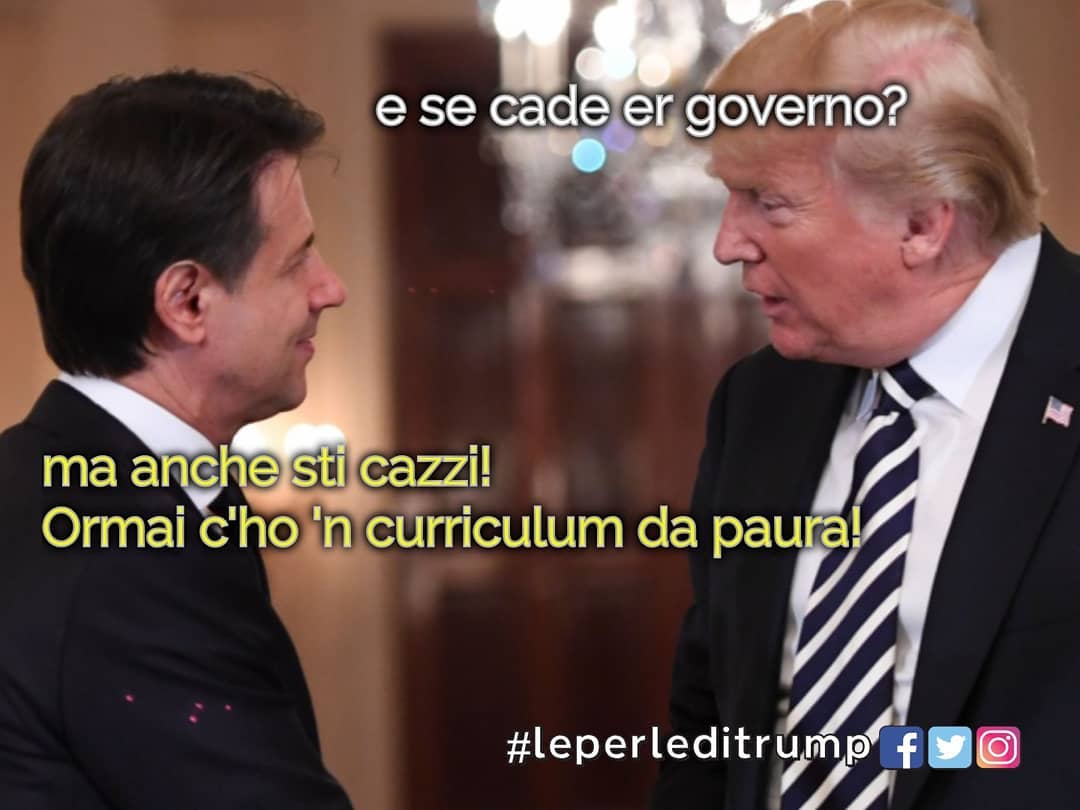 e se cade er governo?
ma anche sti cazzi!
Ormai c'ho 'n curriculum da paura!
#leperleditrump